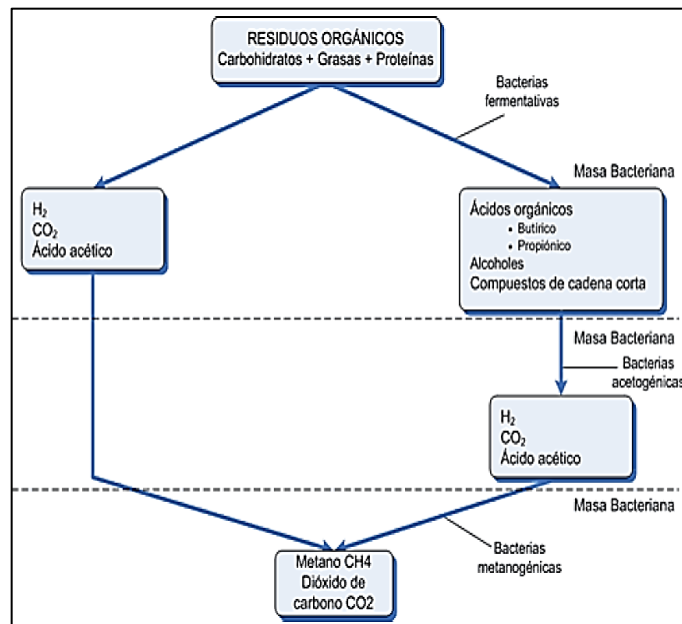 RESIDUOS ORGÁNICOS
Carbohidratos + Grasas + Proteínas
Bacterias
fermentativas
Masa Bacteriana
H₂
CO₂
Ácido acético
Ácidos orgánicos
• Butírico
• Propiónico
Alcoholes
Compuestos de cadena corta
Masa Bacteriana
Bacterias
acetogénicas
H₂
CO₂
Ácido acético
Masa Bacteriana
Bacterias
metanogénicas
Metano CH4
Dióxido de
carbono CO2